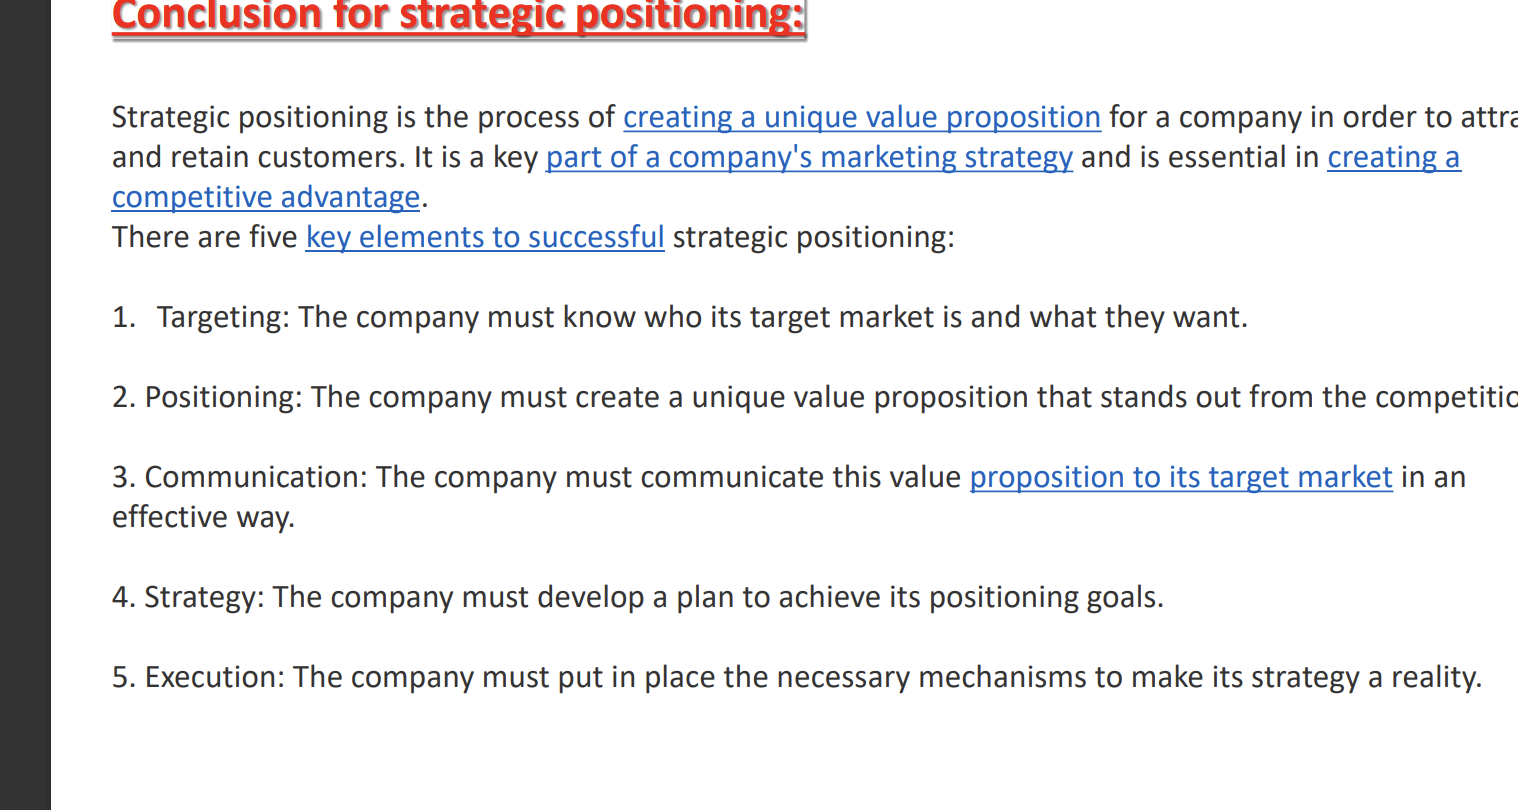 Conclusion for strategic positioning:
Strategic positioning is the process of creating a unique value proposition for a company in order to
and retain customers. It is a key part of a company's marketing strategy and is essential in creating a
competitive advantage.
There are five key elements to successful strategic positioning:
1. Targeting: The company must know who its target market is and what they want.
2. Positioning: The company must create a unique value proposition that stands out from the
3. Communication: The company must communicate this value proposition to its target market in an
effective way.
4. Strategy: The company must develop a plan to achieve its positioning goals.
5. Execution: The company must put in place the necessary mechanisms to make its strategy a reality.